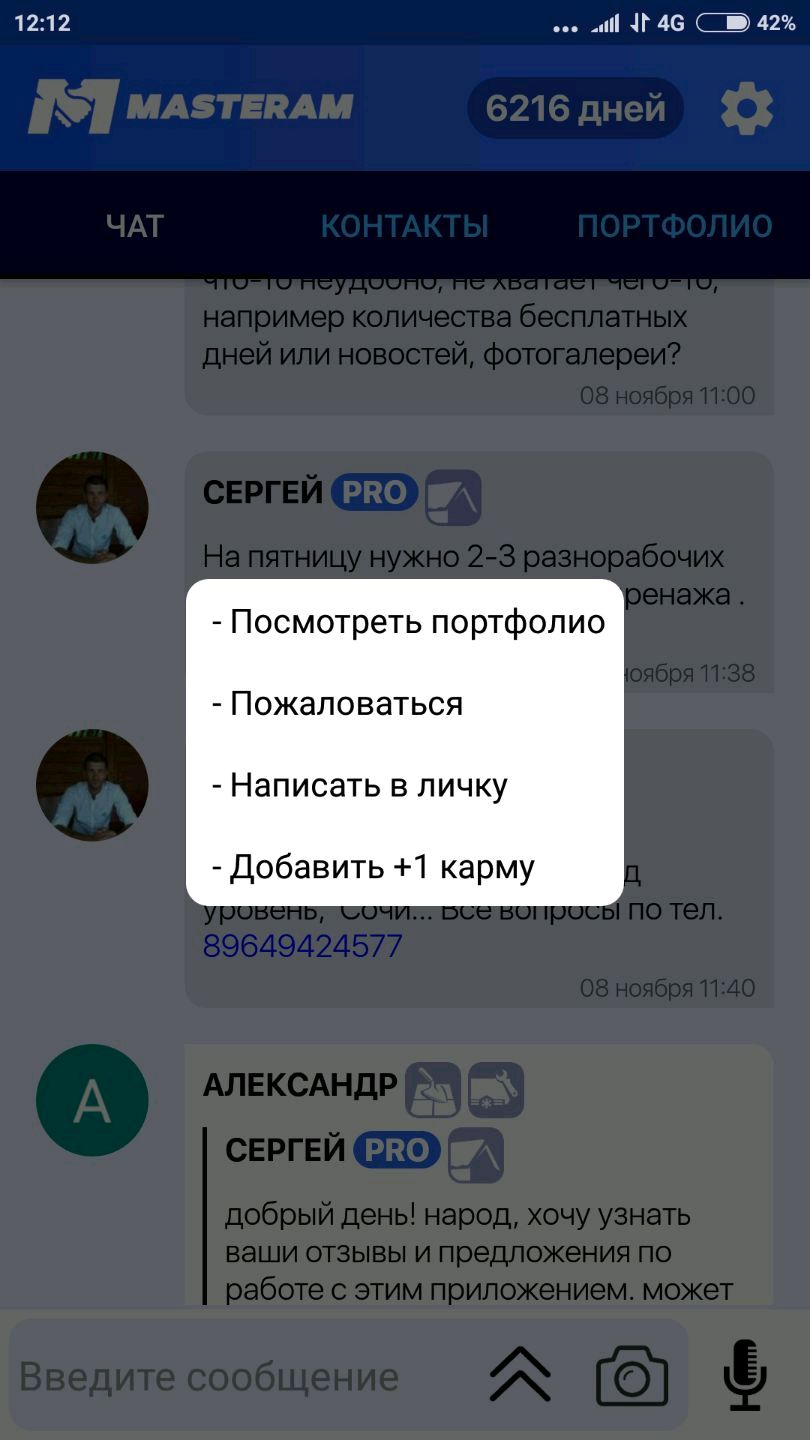 12:12
4G 42%
MASTERAM
6216 дней
ЧАТ КОНТАКТЫ ПОРТФОЛИО
что-то неудобно, не хватает чего-то,
например количества бесплатных
дней или новостей, фотогалереи?
08 ноября 11:00
СЕРГЕЙ PRO
На пятницу нужно 2-3 разнорабочих
ренажа .
ноября 11:38
- Посмотреть портфолио
- Пожаловаться
- Написать в личку
- Добавить +1 карму
д
уровень, Сочи... Все вопросы по тел.
89649424577
08 ноября 11:40
А
АЛЕКСАНДР
СЕРГЕЙ PRO
добрый день! народ, хочу узнать
ваши отзывы и предложения по
работе с этим приложением. может
Введите сообщение